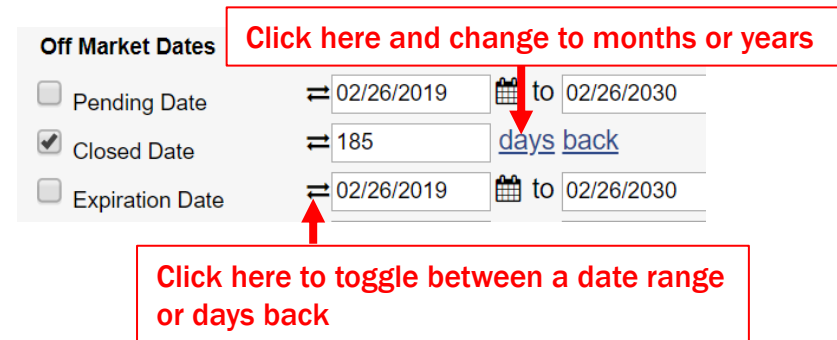 Off Market Dates
Click here and change to months or years
Pending Date 02/26/2019 to 02/26/2030
Closed Date 185 days back
Expiration Date 02/26/2019 to 02/26/2030
Click here to toggle between a date range
or days back